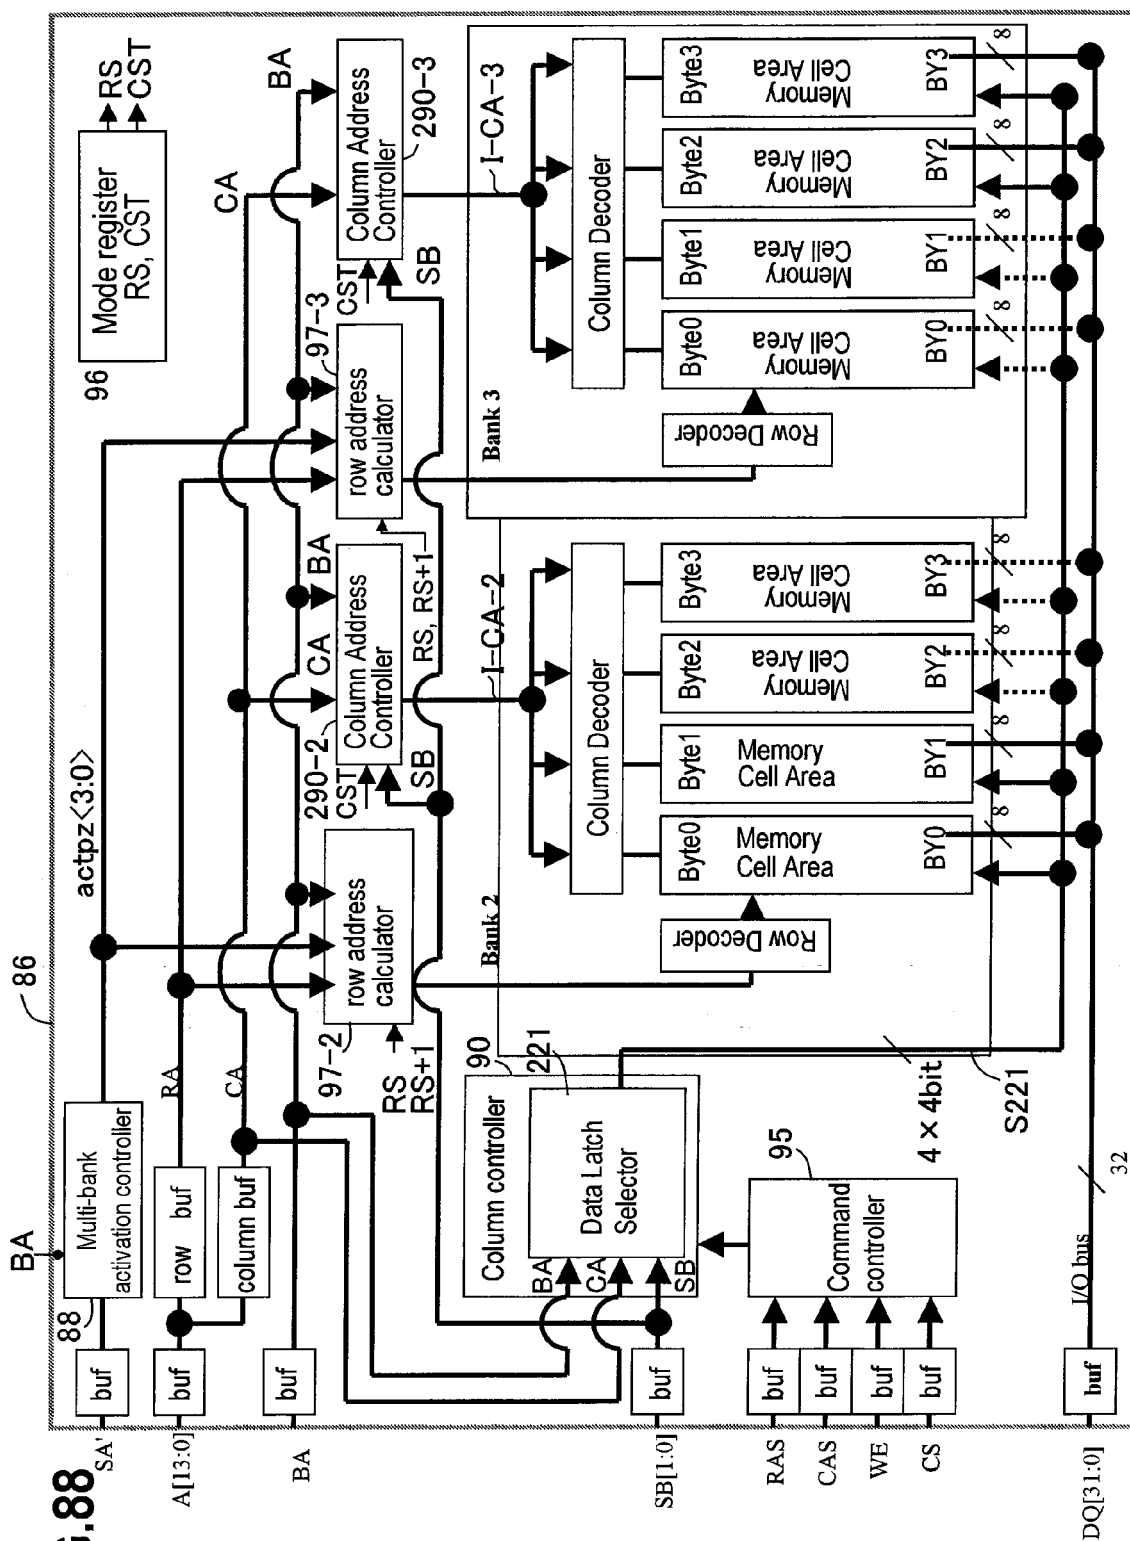 G.88
86
SA'
A[13:0]
BA
SB[1:0]
RAS
CAS
WE
CS
DQ[31:0]
buf
buf
buf
buf
buf
buf
buf
buf
buf
BA
88
Multi-bank
activation controller
row buf
column buf
RA
CA
actpz<3:0>
96
Mode register
RS, CST
RS
CST
97-2
row address
calculator
RS
RS+1
290-2
CST
SB
CA
BA
Column Address
Controller
97-3
row address
calculator
RS, RS+1
CA
BA
Column Address
Controller
290-3
CST
SB
90
Column controller
221
Data Latch
Selector
BA
CA
SB
95
Command
controller
4×4bit
S221
I/O bus
32
Bank 2
I-CA-2
Column Decoder
Row Decoder
Byte0
Memory
Cell Area
BY0
8
Byte1
Memory
Cell Area
BY1
8
Byte2
Memory
Cell Area
BY2
8
Byte3
Memory
Cell Area
BY3
8
Bank 3
I-CA-3
Column Decoder
Row Decoder
Byte0
Memory
Cell Area
BY0
8
Byte1
Memory
Cell Area
BY1
8
Byte2
Memory
Cell Area
BY2
8
Byte3
Memory
Cell Area
BY3
8